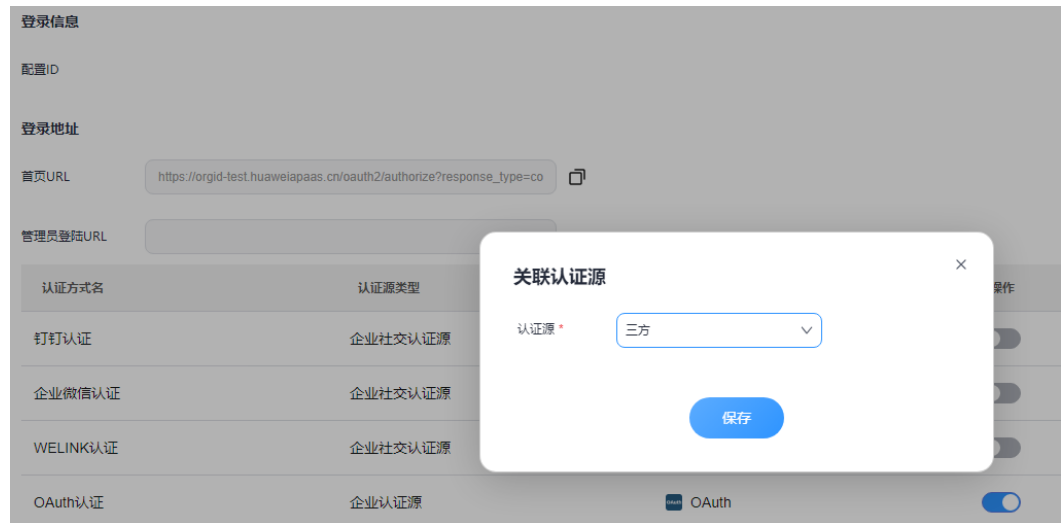 登录信息
配置ID
登录地址
首页URL
https://orgid-test.huaweiapaas.cn/oauth2/authorize?response_type=co
管理员登陆URL
关联认证源
认证源 *
三方
保存
认证方式名 认证源类型 操作
钉钉认证 企业社交认证源
企业微信认证 企业社交认证源
WELINK认证 企业社交认证源
OAuth认证 企业认证源 OAuth OAuth